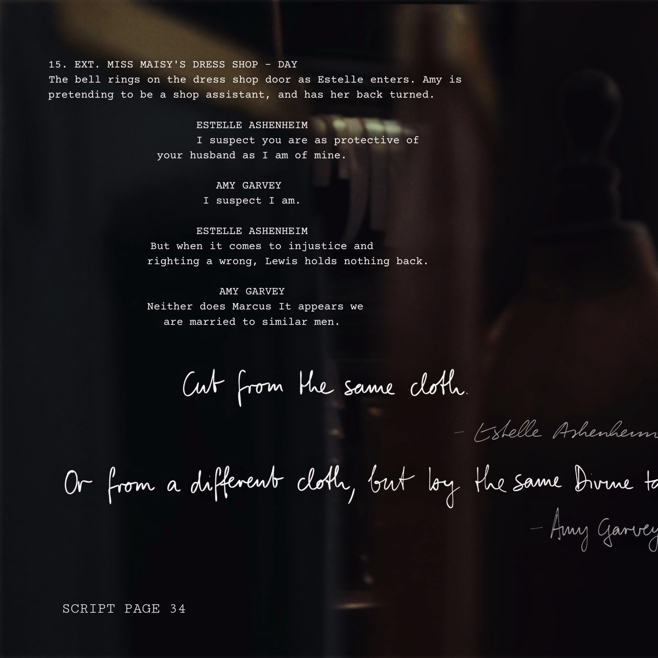 15. EXT. MISS MAISY'S DRESS SHOP - DAY
The bell rings on the dress shop door as Estelle enters. Amy is
pretending to be a shop assistant, and has her back turned.
ESTELLE ASHENHEIM
I suspect you are as protective of
your husband as I am of mine.
AMY GARVEY
I suspect I am.
ESTELLE ASHENHEIM
But when it comes to injustice and
righting a wrong, Lewis holds nothing back.
AMY GARVEY
Neither does Marcus It appears we
are married to similar men.
Cut from the same cloth.
- Estelle Ashenheim
Or from a different cloth, but by the same Divine
- Amy Garvey
SCRIPT PAGE 34